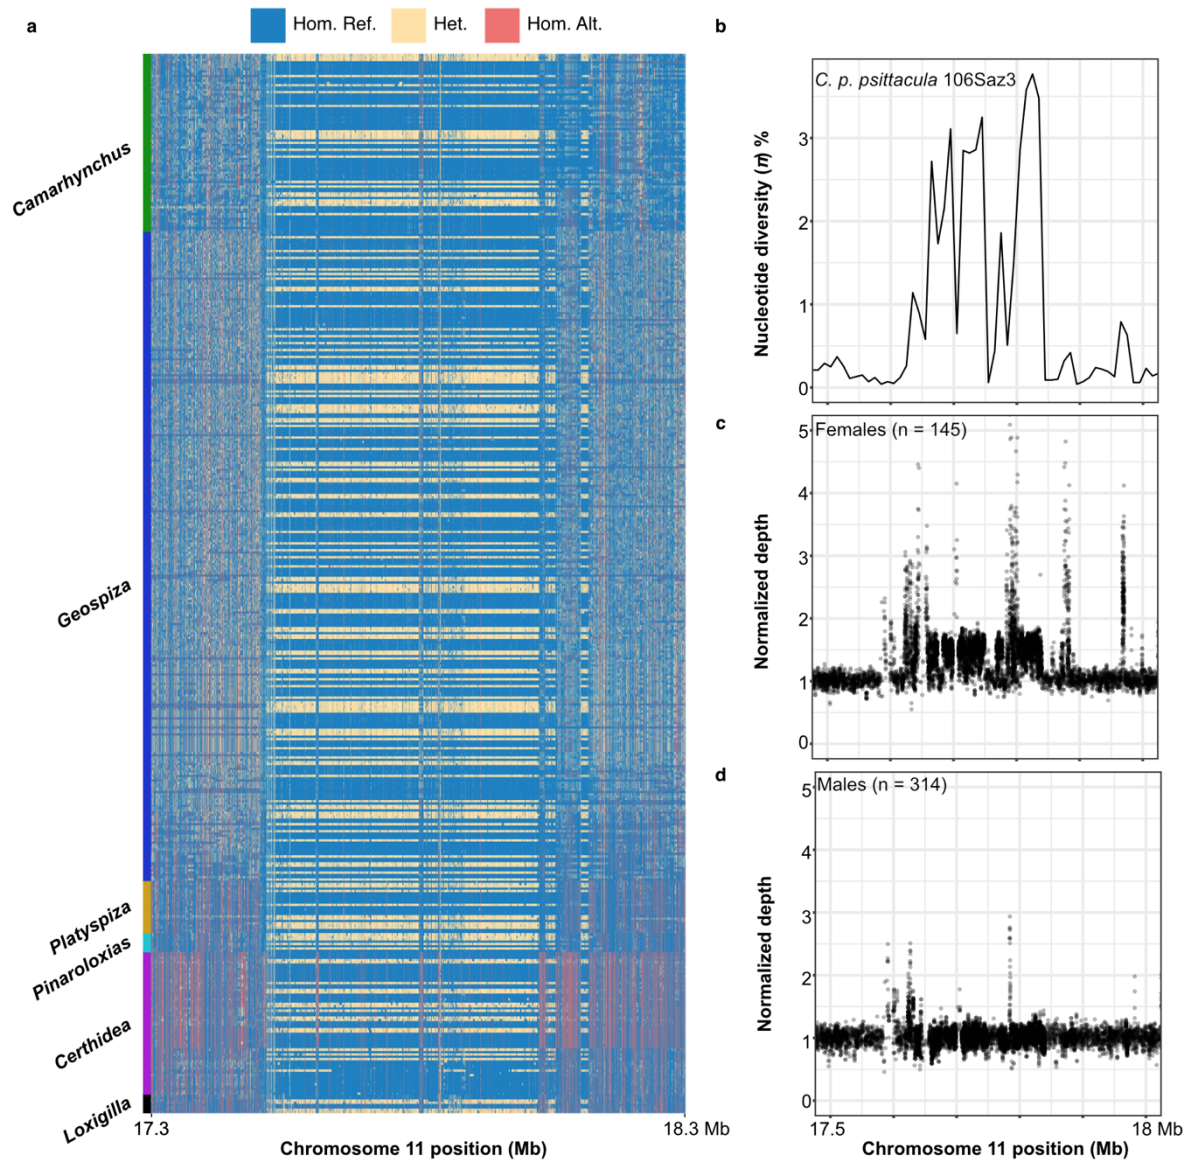 a
Hom. Ref.
Het.
Hom. Alt.
Camarhynchus
Geospiza
Platyspiza
Pinaroloxias
Certhidea
Loxigilla
17.3
18.3 Mb
Chromosome 11 position (Mb)
b
C. p. psittacula 106Saz3
Nucleotide diversity (π) %
3
2
1
0
c
Females (n = 145)
Normalized depth
5
4
3
2
1
0
d
Males (n = 314)
Normalized depth
5
4
3
2
1
0
17.5
18 Mb
Chromosome 11 position (Mb)